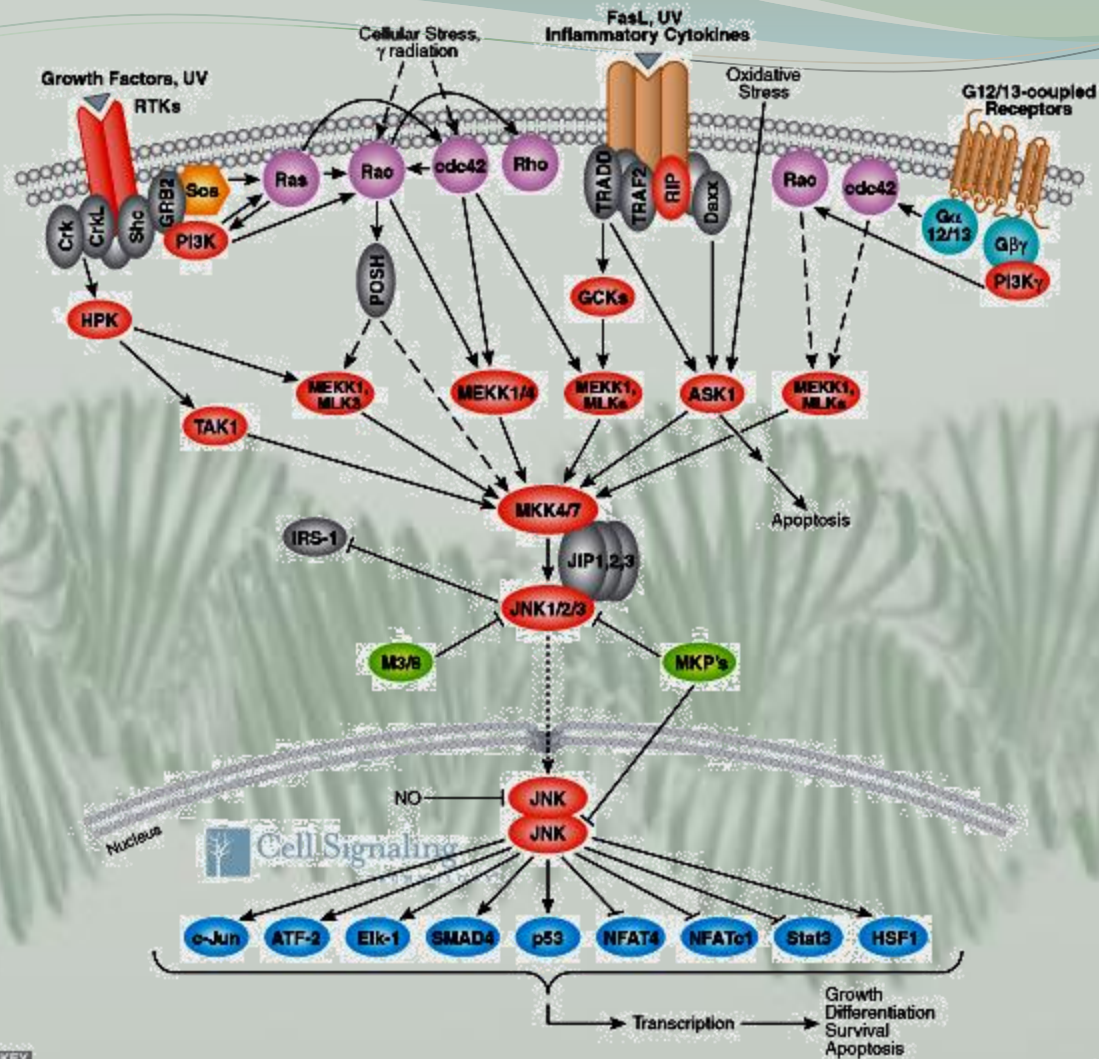 FasL, UV
Inflammatory Cytokines
Cellular Stress,
γ radiation
Oxidative
Stress
Growth Factors, UV
RTKs
G12/13-coupled
Receptors
Crk
CrkL
Shc
GRB2
Sos
PI3K
Ras
Rac
cdc42
Rho
TRADD
TRAF2
RIP
Daxx
Rac
cdc42
Gα
12/13
Gβγ
PI3Kγ
POSH
GCKs
HPK
MEKK1,
MLK3
MEKK1/4
MEKK1,
MLKs
ASK1
MEKK1,
MLKs
TAK1
MKK4/7
Apoptosis
IRS-1
JIP1,2,3
JNK1/2/3
M3/6
MKP's
NO
JNK
JNK
Nucleus
Cell Signaling
c-Jun
ATF-2
Elk-1
SMAD4
p53
NFAT4
NFATc1
Stat3
HSF1
Transcription
Growth
Differentiation
Survival
Apoptosis
KEY